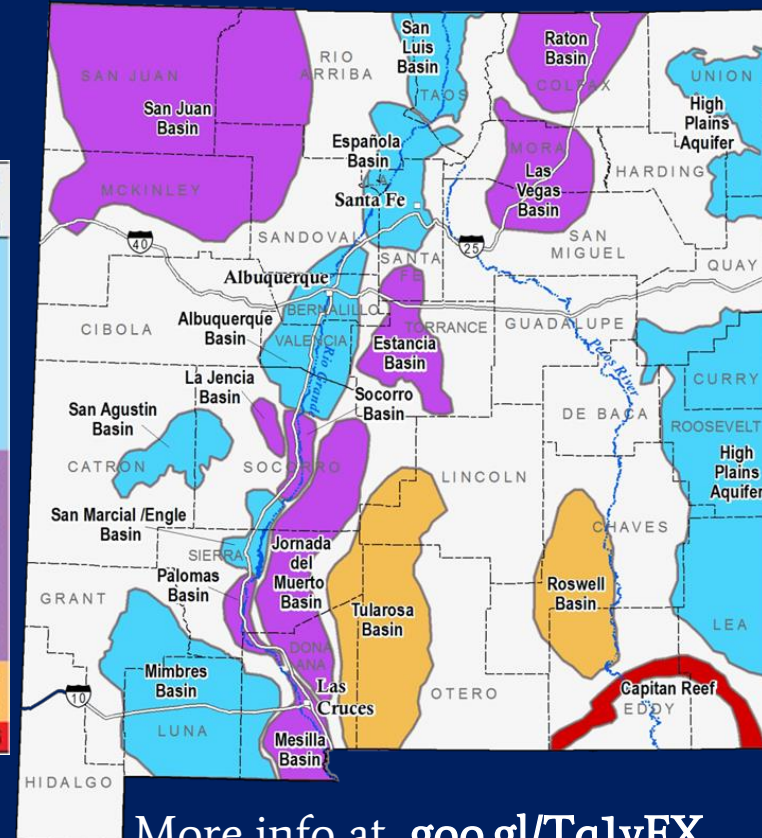 San
Luis
Basin
TAOS
Raton
Basin
COLFAX
UNION
High
Plains
Aquifer
RIO
ARRIBA
SAN JUAN
San Juan
Basin
MCKINLEY
Española
Basin
Santa Fe
MORA
Las
Vegas
Basin
HARDING
SANDOVAL
40
25
SAN
MIGUEL
SANTA
FE
QUAY
Albuquerque
BERNALILLO
CIBOLA
Albuquerque
Basin
VALENCIA
Rio Grande
TORRANCE
Estancia
Basin
GUADALUPE
Pecos River
La Jencia
Basin
Socorro
Basin
CURRY
DE BACA
ROOSEVELT
San Agustin
Basin
CATRON
SOCORRO
High
Plains
Aquifer
LINCOLN
San Marcial /Engle
Basin
SIERRA
CHAVES
Jornada
del
Muerto
Basin
Palomas
Basin
GRANT
Tularosa
Basin
Roswell
Basin
LEA
DONA
ANA
Mimbres
Basin
Las
Cruces
OTERO
Capitan Reef
EDDY
10
LUNA
Mesilla
Basin
HIDALGO
More info at goo.gl/Tq1yFX